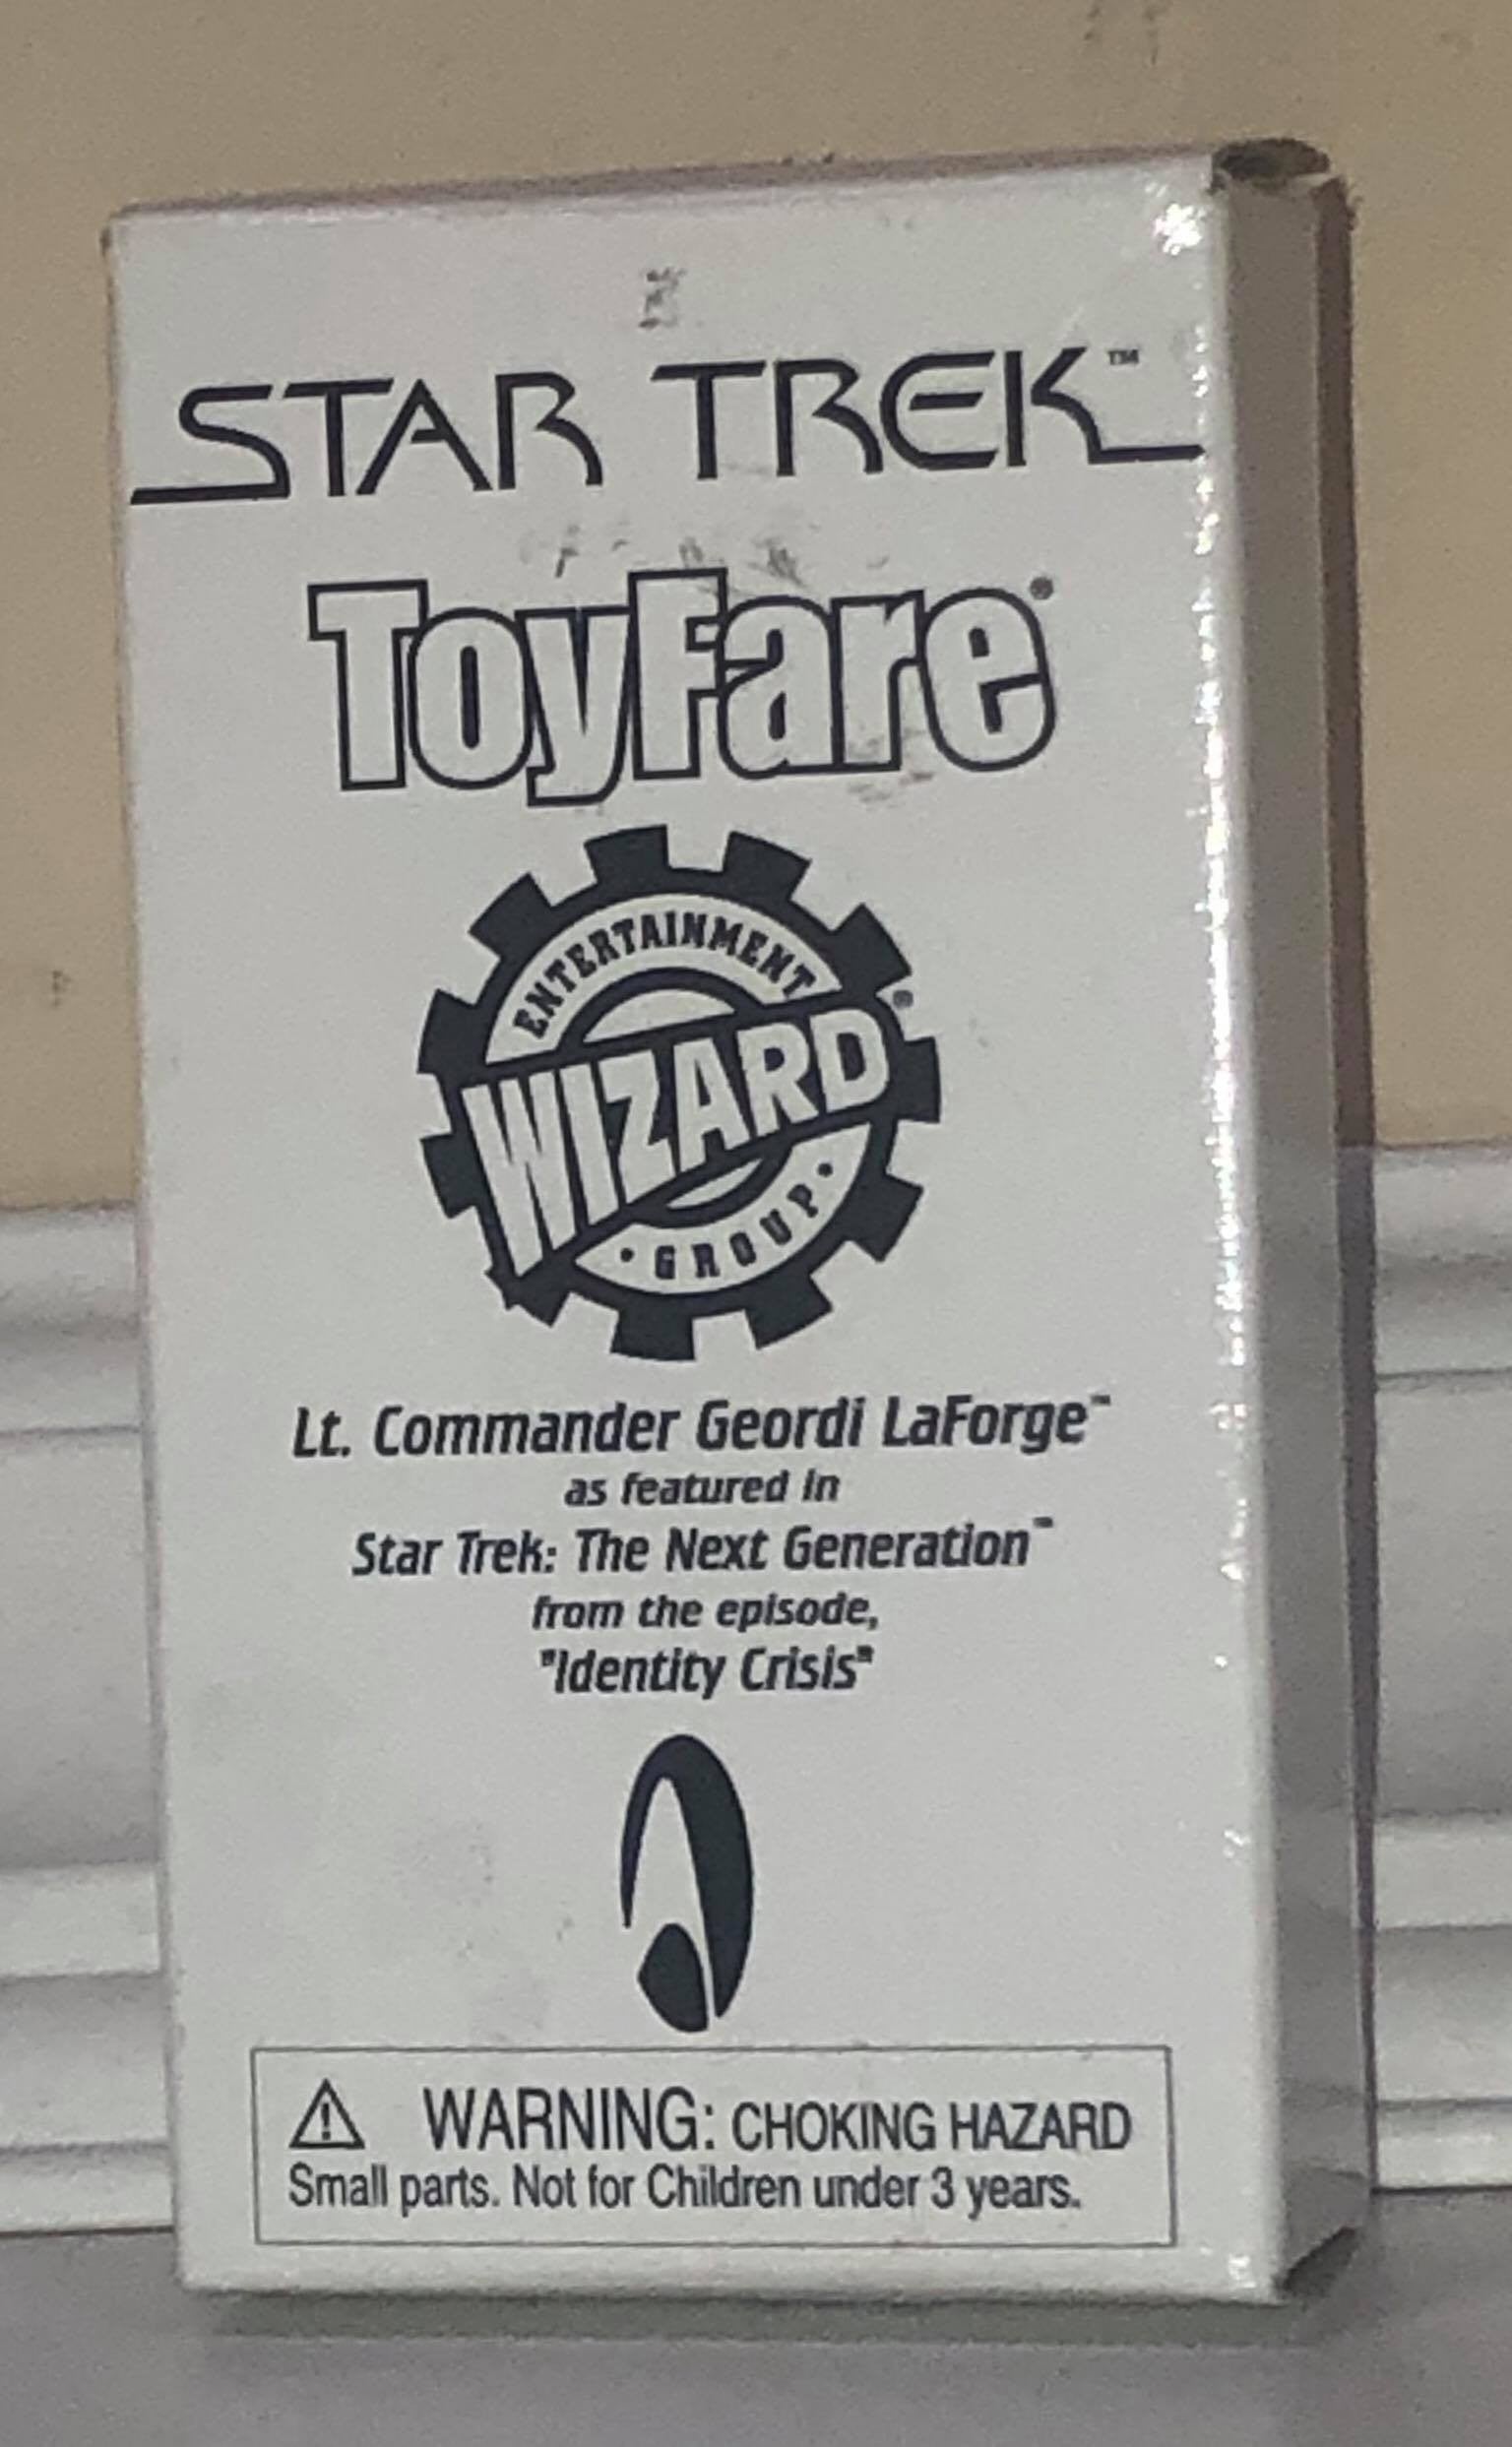 STAR TREK™
ToyFare®
ENTERTAINMENT
WIZARD®
• GROUP •
Lt. Commander Geordi LaForge™
as featured in
Star Trek: The Next Generation™
from the episode,
"Identity Crisis"
⚠ WARNING: CHOKING HAZARD
Small parts. Not for Children under 3 years.